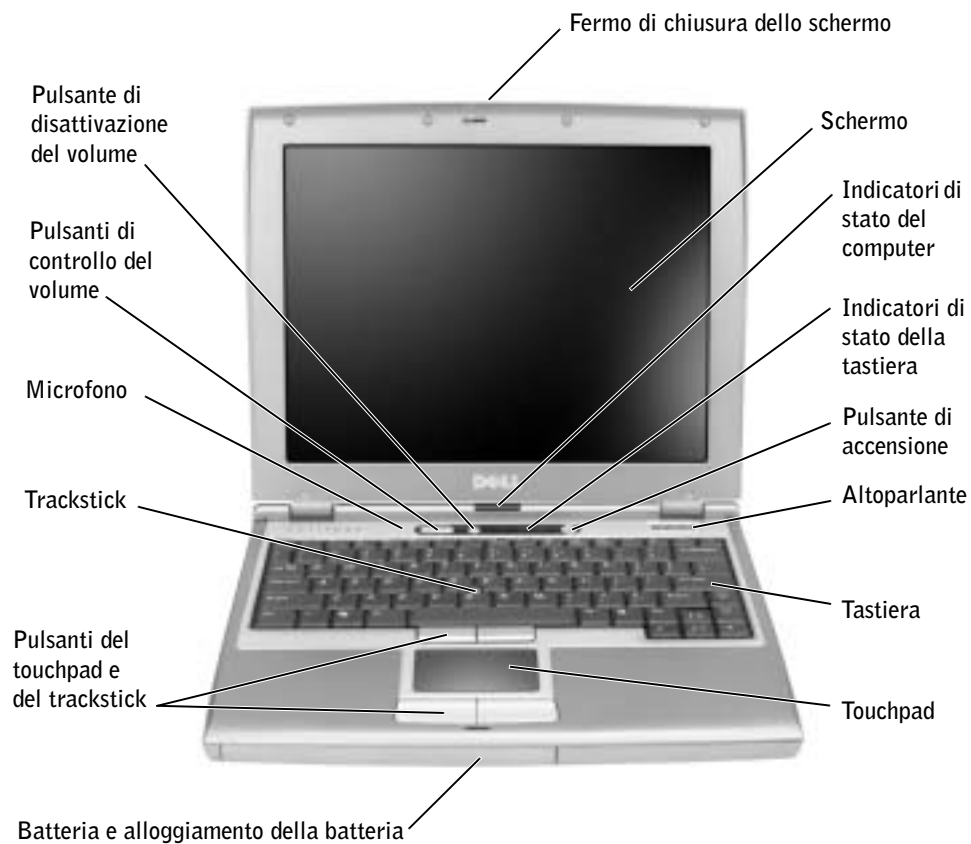 Fermo di chiusura dello schermo
Pulsante di
disattivazione
del volume
Schermo
Indicatori di
stato del
computer
Pulsanti di
controllo del
volume
Indicatori di
stato della
tastiera
Microfono
Pulsante di
accensione
Trackstick
Altoparlante
DELL
Tastiera
Pulsanti del
touchpad e
del trackstick
Touchpad
Batteria e alloggiamento della batteria